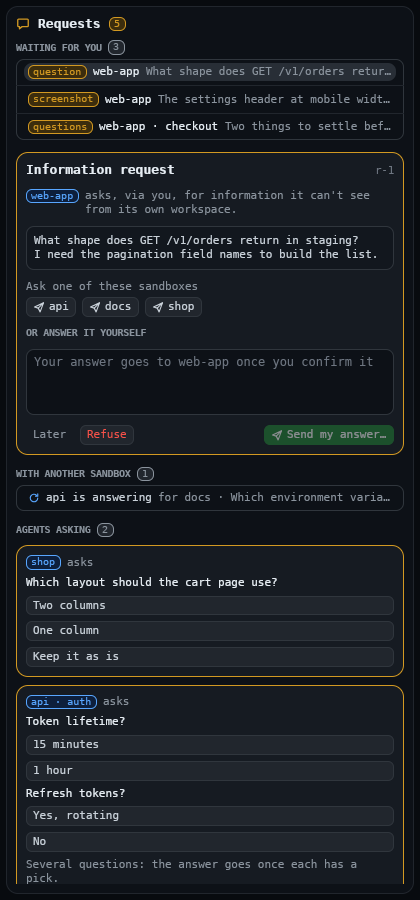 Requests 5
WAITING FOR YOU 3
question web-app What shape does GET /v1/orders retur…
screenshot web-app The settings header at mobile widt…
questions web-app · checkout Two things to settle bef…
Information request r-1
web-app asks, via you, for information it can't see
from its own workspace.
What shape does GET /v1/orders return in staging?
I need the pagination field names to build the list.
Ask one of these sandboxes
api docs shop
OR ANSWER IT YOURSELF
Your answer goes to web-app once you confirm it
Later Refuse Send my answer…
WITH ANOTHER SANDBOX 1
api is answering for docs · Which environment varia…
AGENTS ASKING 2
shop asks
Which layout should the cart page use?
Two columns
One column
Keep it as is
api · auth asks
Token lifetime?
15 minutes
1 hour
Refresh tokens?
Yes, rotating
No
Several questions: the answer goes once each has a
pick.